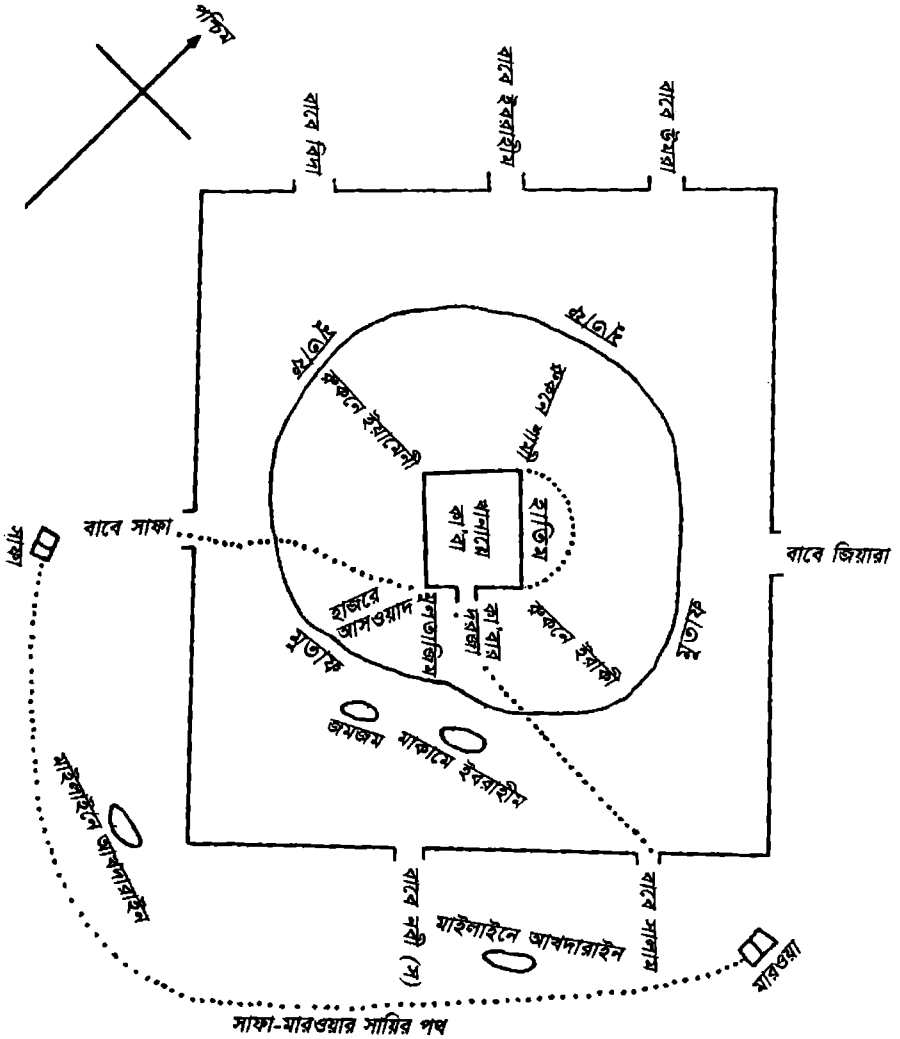 পশ্চিম
বাবে বিদা
বাবে ইবরাহীম
বাবে উমরা
মুতাফ
মুতাফ
রুকনে ইয়ামেনী
রুকনে শামী
খানায়ে
কা'বা
হাতিম
সাফা
বাবে সাফা
বাবে জিয়ারা
হাজরে
আসওয়াদ
মুলতাজিম
কা'বার
দরজা
রুকনে ইরাকী
মুতাফ
মুতাফ
জমজম
মাকামে ইবরাহীম
মাইলাইনে আখদারাইন
বাবে নবী (স)
মাইলাইনে আখদারাইন
বাবে সালাম
মারওয়া
সাফা-মারওয়ার সায়ির পথ